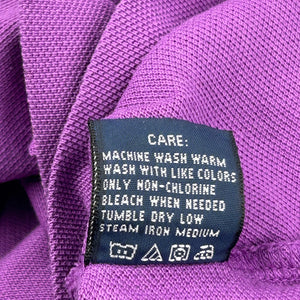 CARE:
MACHINE WASH WARM
WASH WITH LIKE COLORS
ONLY NON-CHLORINE
BLEACH WHEN NEEDED
TUMBLE DRY LOW
STEAM IRON MEDIUM